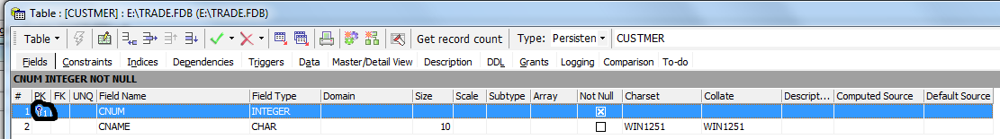 Table : [CUSTMER] : E:\TRADE.FDB (E:\TRADE.FDB)
Table Get record count Type: Persisten CUSTMER
Fields Constraints Indices Dependencies Triggers Data Master/Detail View Description DDL Grants Logging Comparison To-do
CNUM INTEGER NOT NULL
# PK FK UNQ Field Name Field Type Domain Size Scale Subtype Array Not Null Charset Collate Descript... Computed Source Default Source
1 1 CNUM INTEGER
2 CNAME CHAR 10 WIN1251 WIN1251